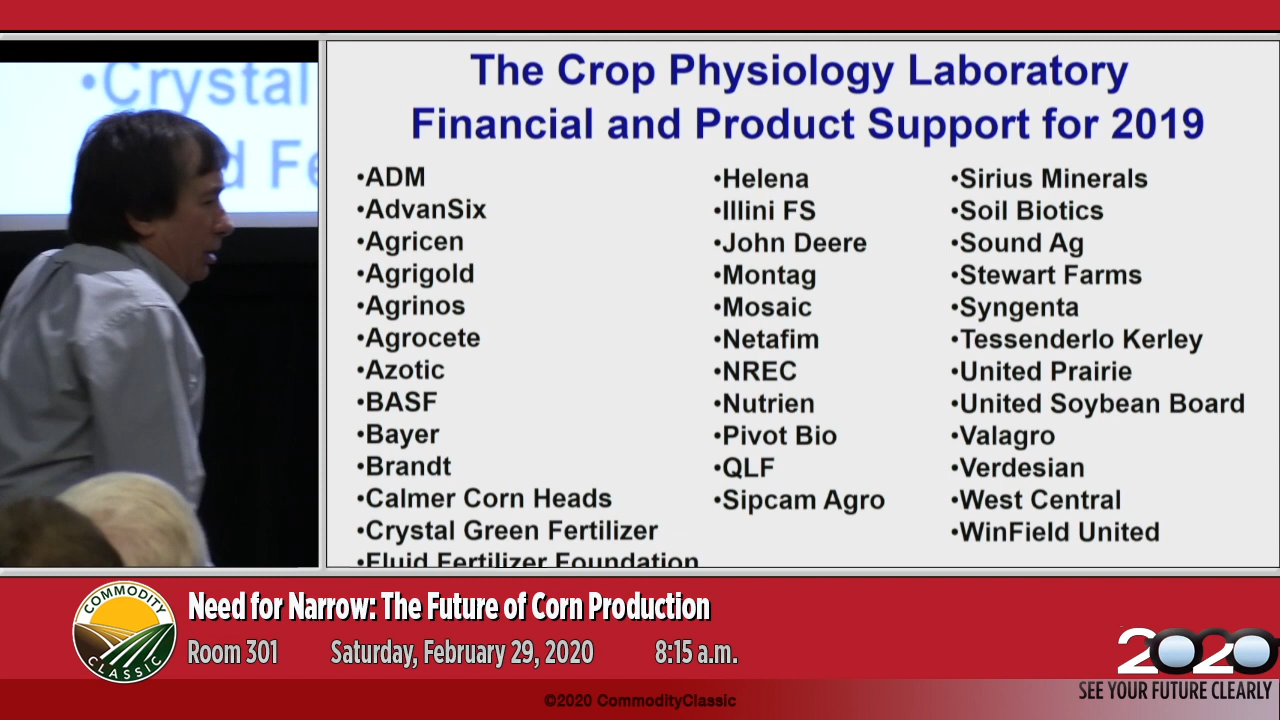 •Crystal
d Fe
The Crop Physiology Laboratory
Financial and Product Support for 2019
•ADM
•AdvanSix
•Agricen
•Agrigold
•Agrinos
•Agrocete
•Azotic
•BASF
•Bayer
•Brandt
•Calmer Corn Heads
•Crystal Green Fertilizer
•Fluid Fertilizer Foundation
•Helena
•Illini FS
•John Deere
•Montag
•Mosaic
•Netafim
•NREC
•Nutrien
•Pivot Bio
•QLF
•Sipcam Agro
•Sirius Minerals
•Soil Biotics
•Sound Ag
•Stewart Farms
•Syngenta
•Tessenderlo Kerley
•United Prairie
•United Soybean Board
•Valagro
•Verdesian
•West Central
•WinField United
COMMODITY
CLASSIC
Need for Narrow: The Future of Corn Production
Room 301 Saturday, February 29, 2020 8:15 a.m.
2020
SEE YOUR FUTURE CLEARLY
©2020 CommodityClassic